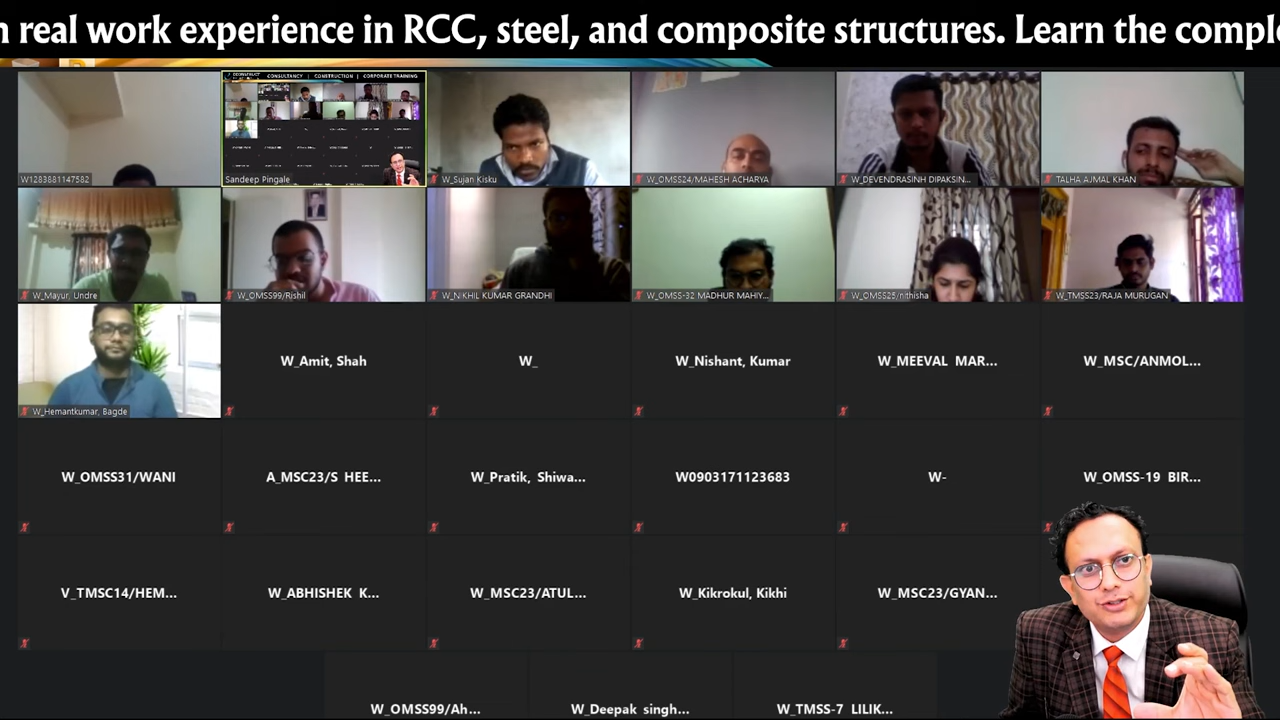 n real work experience in RCC, steel, and composite structures. Learn the comple
CONSULTANCY | CONSTRUCTION | CORPORATE TRAINING
W1283881147582
Sandeep Pingale
W_Sujan Kisku
W_OMSS24/MAHESH ACHARYA
W_DEVENDRASINH DIPAKSIN...
TALHA AJMAL KHAN
W_Mayur, Undre
W_OMSS99/Rishil
W_NIKHIL KUMAR GRANDHI
W_OMSS-32 MADHUR MAHIY...
W_OMSS25/nithisha
W_TMSS23/RAJA MURUGAN
W_Hemantkumar, Bagde
W_Amit, Shah
W_
W_Nishant, Kumar
W_MEEVAL MAR...
W_MSC/ANMOL...
W_OMSS31/WANI
A_MSC23/S HEE...
W_Pratik, Shiwa...
W0903171123683
W-
W_OMSS-19 BIR...
V_TMSC14/HEM...
W_ABHISHEK K...
W_MSC23/ATUL...
W_Kikrokul, Kikhi
W_MSC23/GYAN...
W_OMSS99/Ah...
W_Deepak singh...
W_TMSS-7 LILIK...